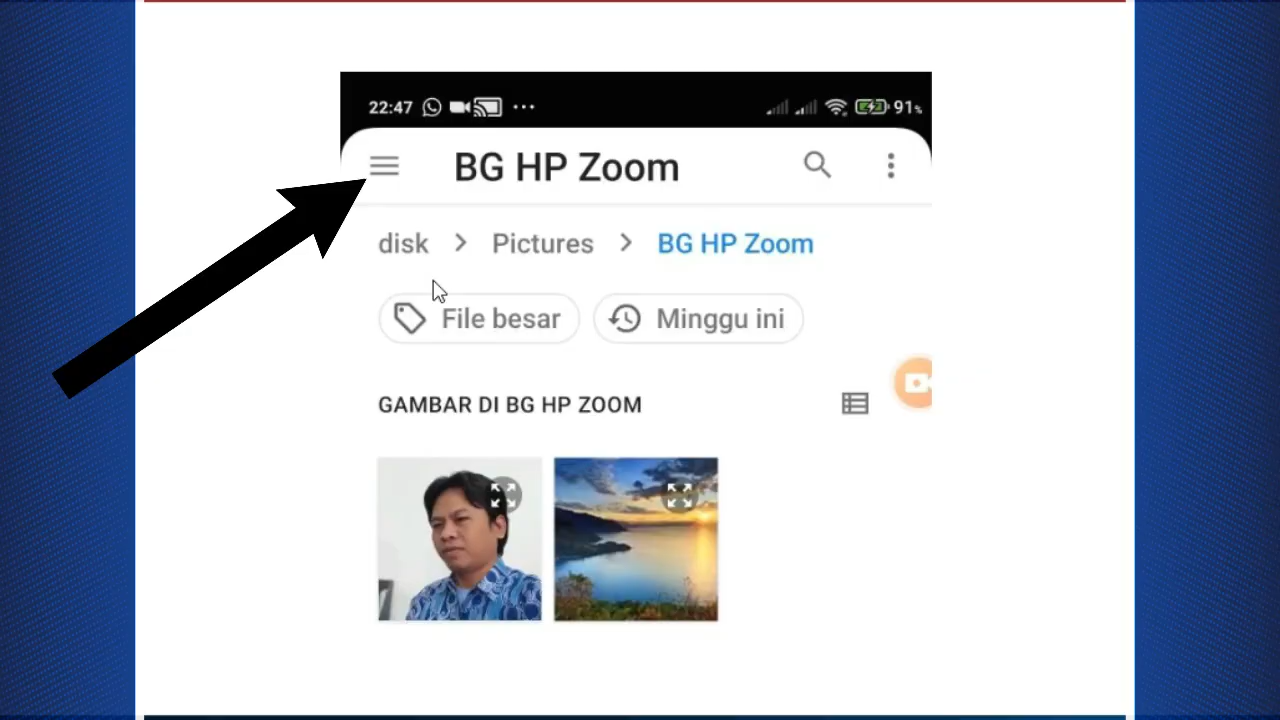 22:47 91%
BG HP Zoom
disk Pictures BG HP Zoom
File besar Minggu ini
GAMBAR DI BG HP ZOOM